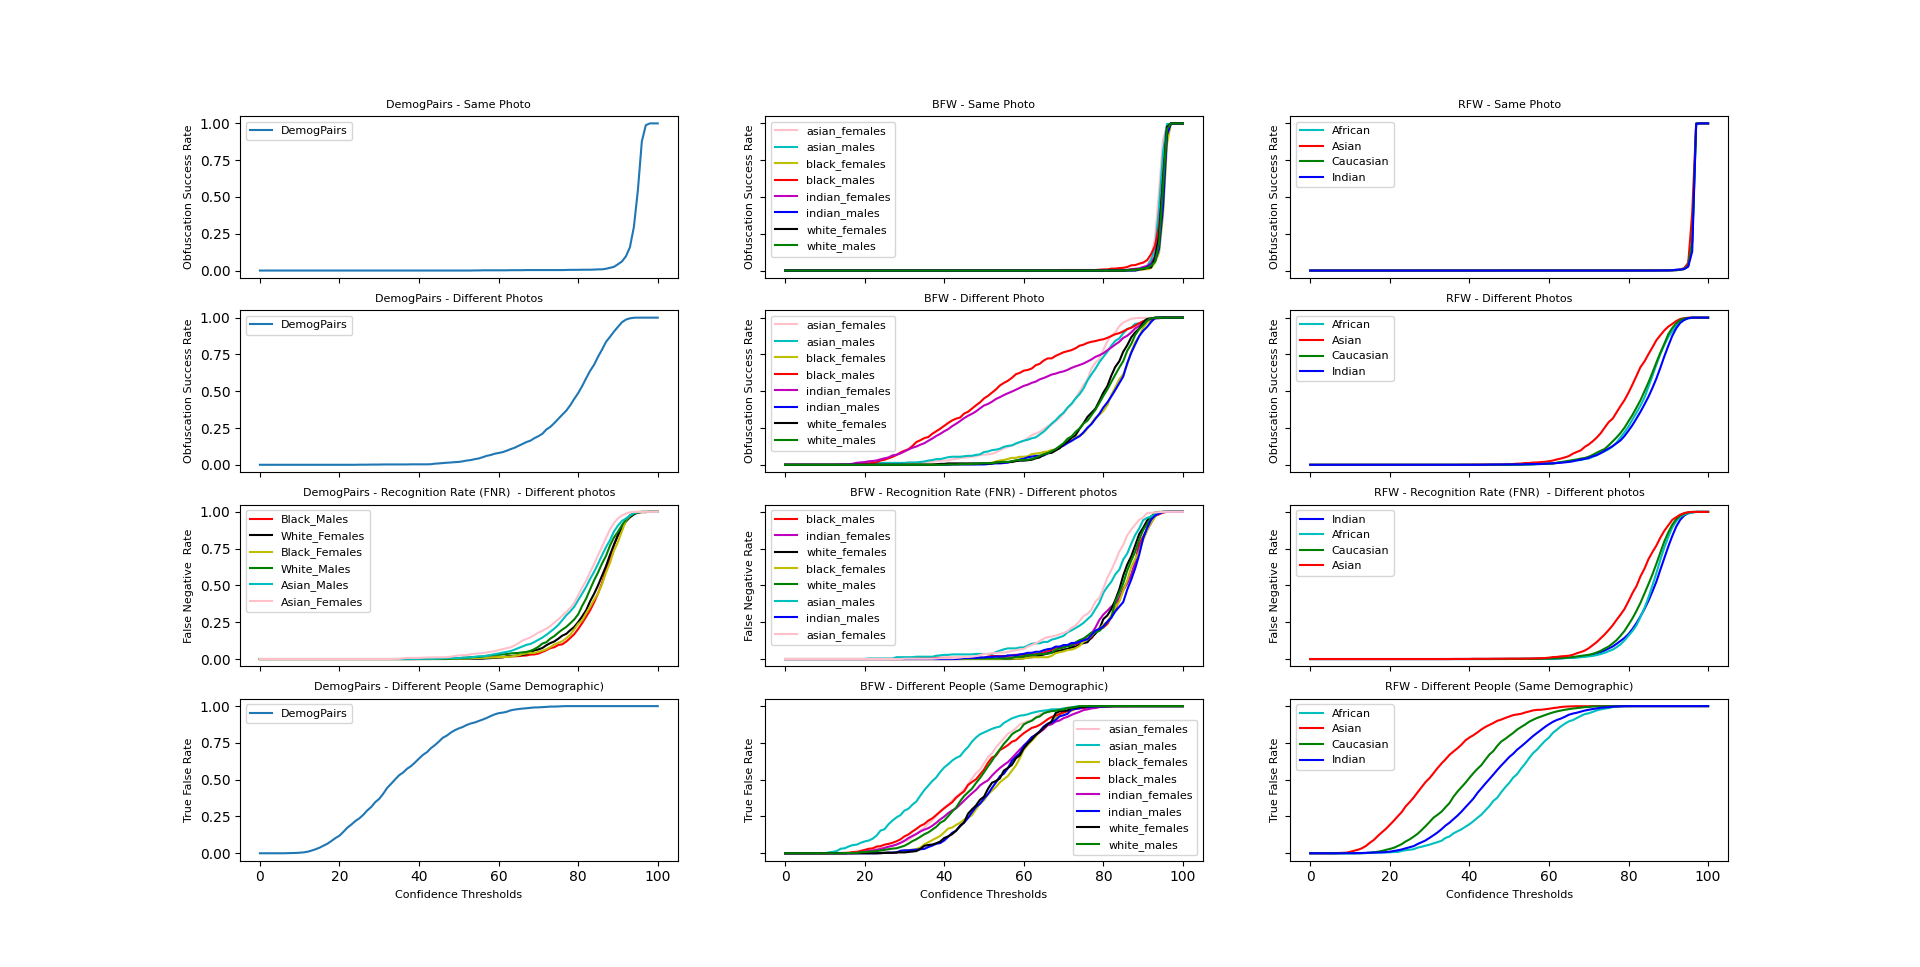 DemogPairs - Same Photo
Obfuscation Success Rate
1.00
0.75
0.50
0.25
0.00
DemogPairs
BFW - Same Photo
Obfuscation Success Rate
asian_females
asian_males
black_females
black_males
indian_females
indian_males
white_females
white_males
RFW - Same Photo
Obfuscation Success Rate
African
Asian
Caucasian
Indian
DemogPairs - Different Photos
Obfuscation Success Rate
1.00
0.75
0.50
0.25
0.00
DemogPairs
BFW - Different Photo
Obfuscation Success Rate
asian_females
asian_males
black_females
black_males
indian_females
indian_males
white_females
white_males
RFW - Different Photos
Obfuscation Success Rate
African
Asian
Caucasian
Indian
DemogPairs - Recognition Rate (FNR)  - Different photos
False Negative  Rate
1.00
0.75
0.50
0.25
0.00
Black_Males
White_Females
Black_Females
White_Males
Asian_Males
Asian_Females
BFW - Recognition Rate (FNR) - Different photos
False Negative Rate
black_males
indian_females
white_females
black_females
white_males
asian_males
indian_males
asian_females
RFW - Recognition Rate (FNR)  - Different photos
False Negative  Rate
Indian
African
Caucasian
Asian
DemogPairs - Different People (Same Demographic)
True False Rate
1.00
0.75
0.50
0.25
0.00
DemogPairs
0 20 40 60 80 100
Confidence Thresholds
BFW - Different People (Same Demographic)
True False Rate
asian_females
asian_males
black_females
black_males
indian_females
indian_males
white_females
white_males
0 20 40 60 80 100
Confidence Thresholds
RFW - Different People (Same Demographic)
True False Rate
African
Asian
Caucasian
Indian
0 20 40 60 80 100
Confidence Thresholds